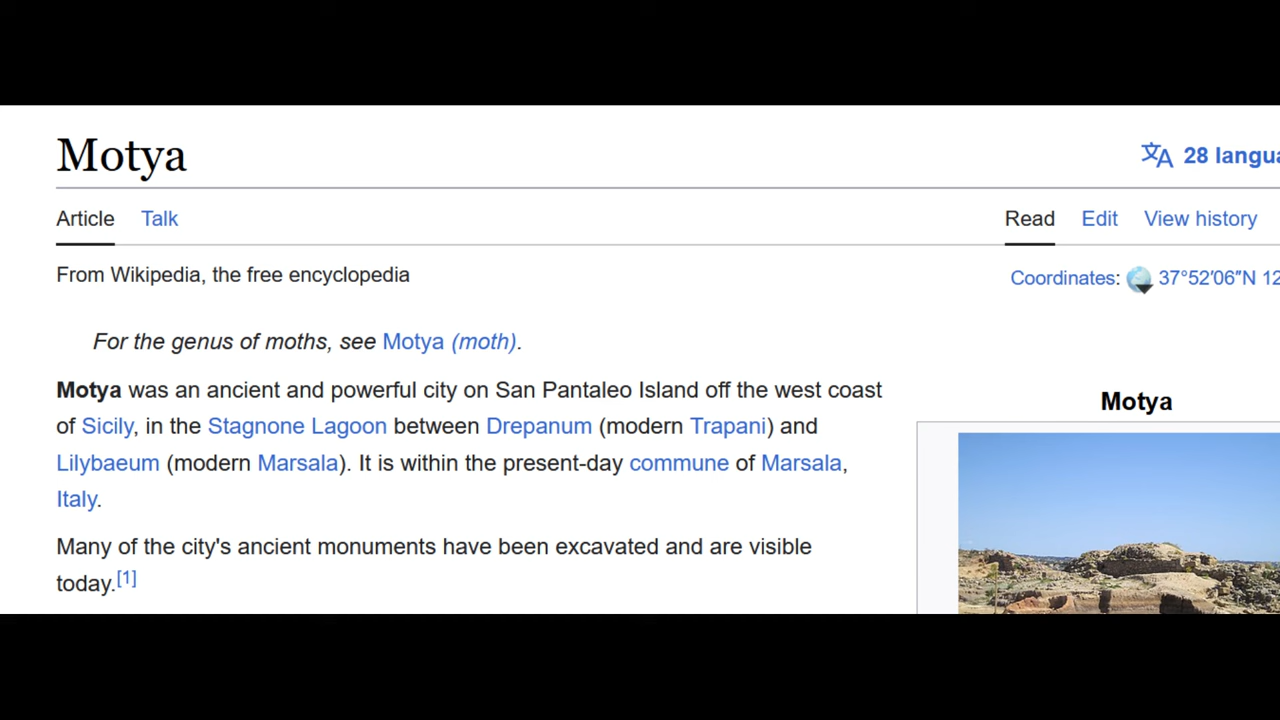 Motya
28 langua
Article Talk
Read Edit View history
From Wikipedia, the free encyclopedia
Coordinates: 37°52′06″N 12
For the genus of moths, see Motya (moth).
Motya was an ancient and powerful city on San Pantaleo Island off the west coast
of Sicily, in the Stagnone Lagoon between Drepanum (modern Trapani) and
Lilybaeum (modern Marsala). It is within the present-day commune of Marsala,
Italy.
Many of the city's ancient monuments have been excavated and are visible
today.[1]
Motya